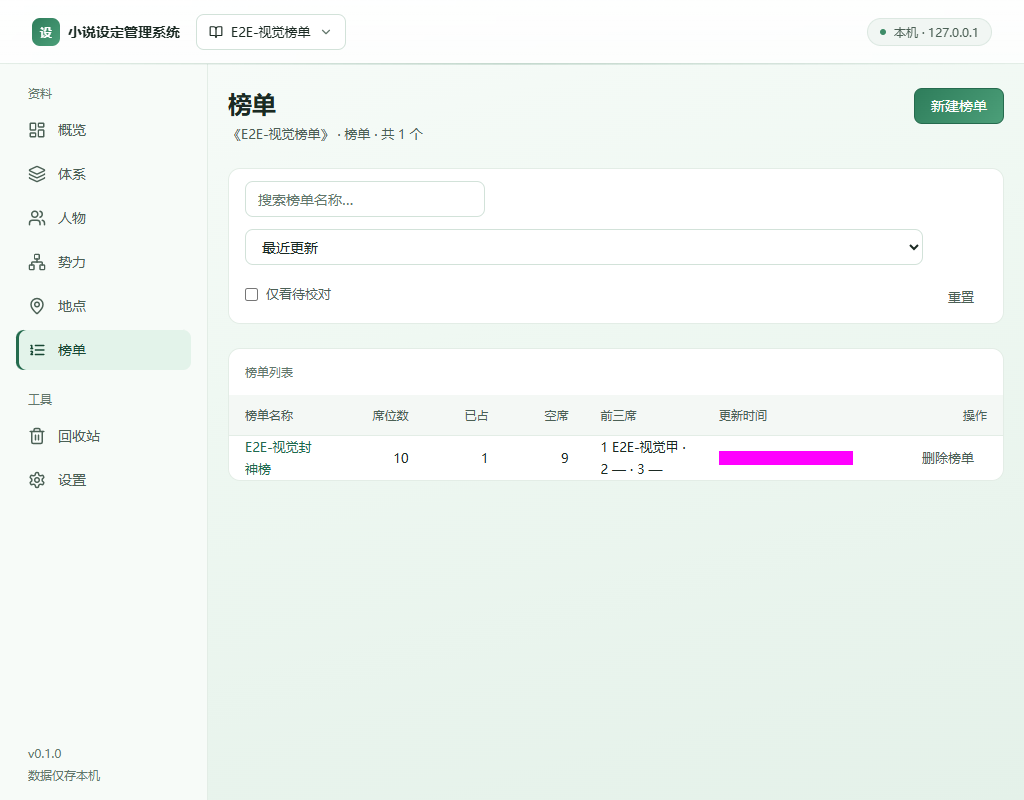 设 小说设定管理系统 E2E-视觉榜单 本机 · 127.0.0.1
资料
概览
体系
人物
势力
地点
榜单
工具
回收站
设置
v0.1.0
数据仅存本机
榜单
《E2E-视觉榜单》 · 榜单 · 共 1 个
新建榜单
搜索榜单名称...
最近更新
仅看待校对
重置
榜单列表
榜单名称 席位数 已占 空席 前三席 更新时间 操作
E2E-视觉封
神榜
10 1 9
1 E2E-视觉甲 ·
2 — · 3 —
删除榜单